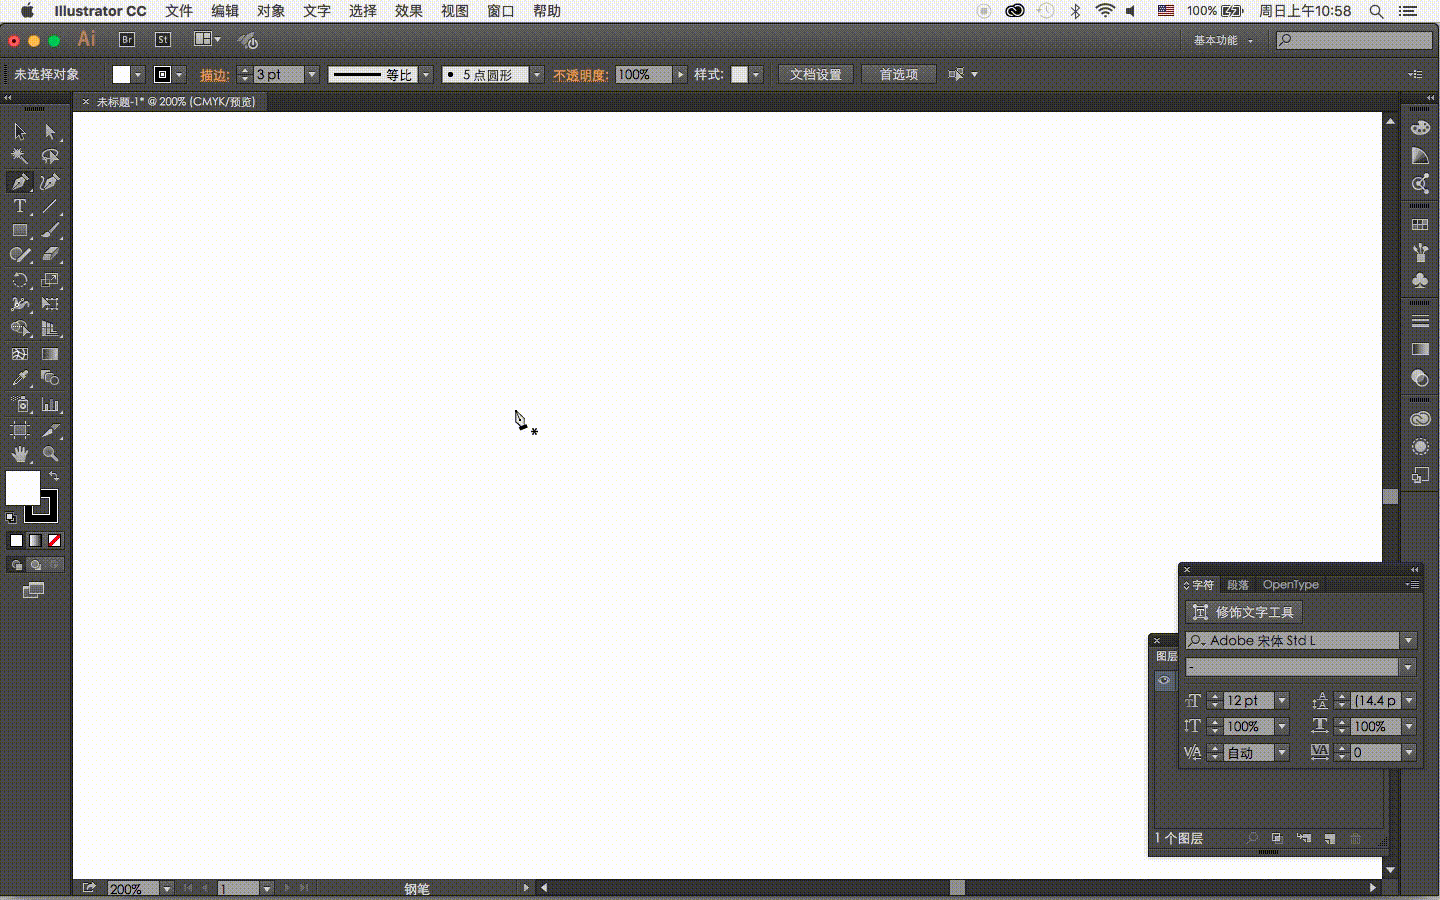 Illustrator CC 文件 编辑 对象 文字 选择 效果 视图 窗口 帮助 100% 周日上午10:58
Ai Br St 基本功能
未选择对象 描边: 3 pt 等比 5 点圆形 不透明度: 100% 样式: 文档设置 首选项
× 未标题-1* @ 200% (CMYK/预览)
字符 段落 OpenType
修饰文字工具
Adobe 宋体 Std L
图层
-
12 pt (14.4 p
100% 100%
自动 0
1 个图层
200% 1 钢笔